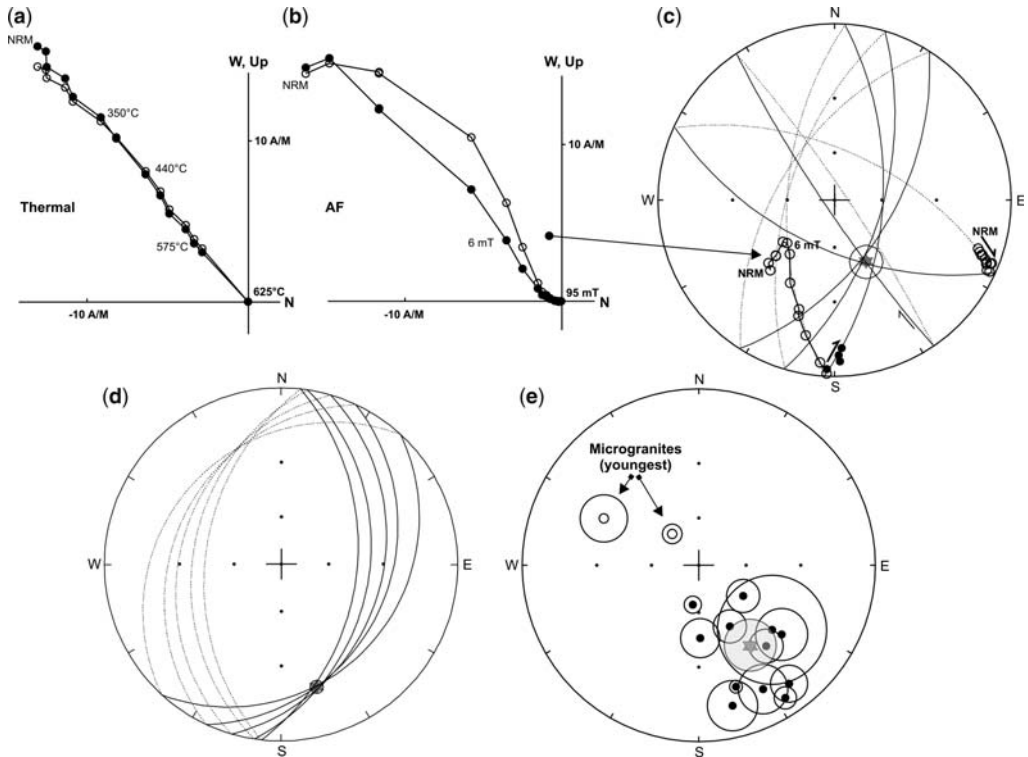 (a)
NRM
W, Up
350°C
10 A/M
440°C
Thermal
575°C
625°C
N
-10 A/M
(b)
W, Up
NRM
10 A/M
AF
6 mT
95 mT
N
-10 A/M
(c)
N
W
E
NRM
6 mT
NRM
S
(d)
N
W
E
S
(e)
N
Microgranites
(youngest)
W
E
S